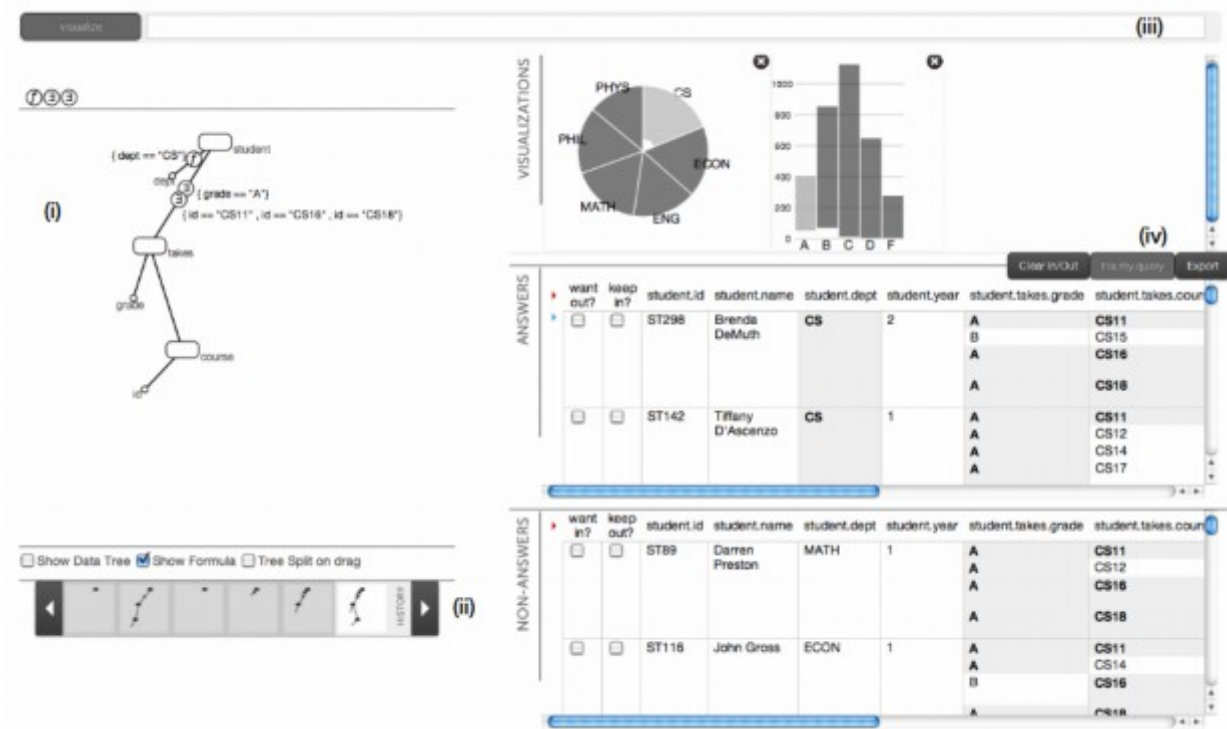 visualize
(iii)
VISUALIZATIONS
PHYS
CS
PHIL
ECON
MATH
ENG
1000
800
600
400
200
0
A B C D F
student
{ dept == "CS"}
dept
{ grade == "A"}
{ id == "CS11" , id == "CS16" , id == "CS18"}
(i)
takes
grade
course
id
(iv)
Clear In/Out Fix my query Export
ANSWERS
want out? keep in? student.id student.name student.dept student.year student.takes.grade student.takes.cour
ST298 Brenda DeMuth CS 2 A CS11
B CS15
A CS16
A CS18
ST142 Tiffany D'Ascenzo CS 1 A CS11
A CS12
A CS14
A CS17
Show Data Tree Show Formula Tree Split on drag
HISTORY
(ii)
NON-ANSWERS
want in? keep out? student.id student.name student.dept student.year student.takes.grade student.takes.cour
ST89 Darren Preston MATH 1 A CS11
A CS12
A CS16
A CS18
ST116 John Gross ECON 1 A CS11
A CS14
B CS16
A CS18